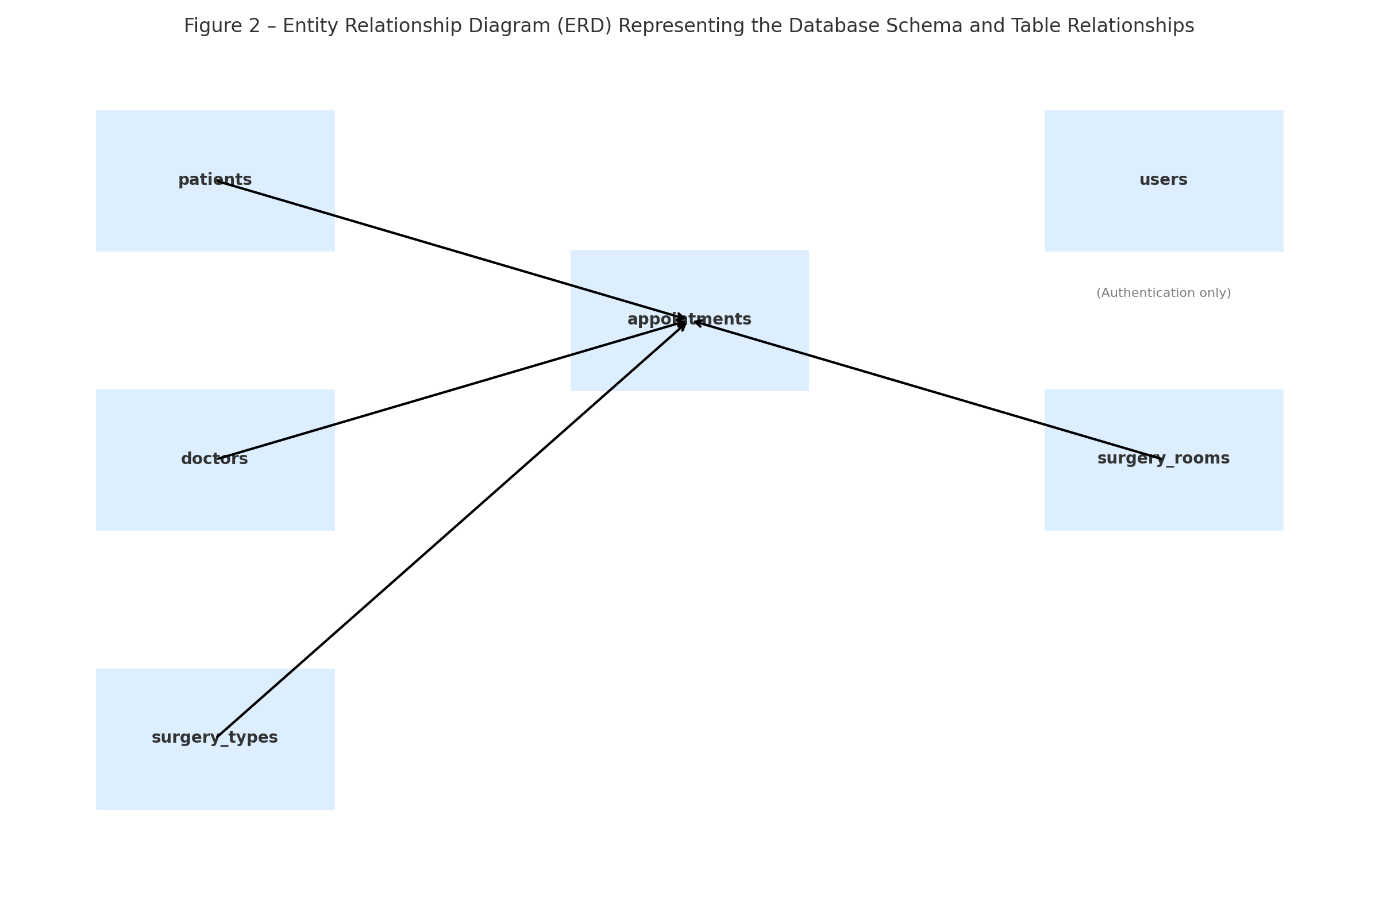 Figure 2 – Entity Relationship Diagram (ERD) Representing the Database Schema and Table Relationships
patients
users
(Authentication only)
appointments
doctors
surgery_rooms
surgery_types